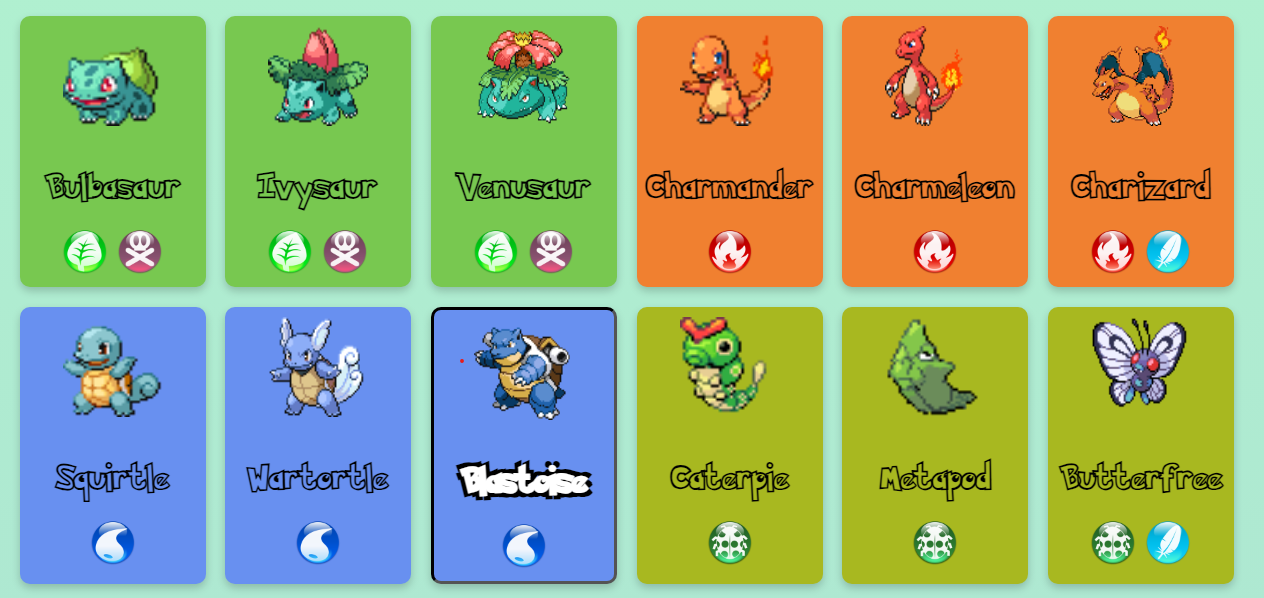 Bulbasaur
Ivysaur
Venusaur
Charmander
Charmeleon
Charizard
Squirtle
Wartortle
Blastoise
Caterpie
Metapod
Butterfree